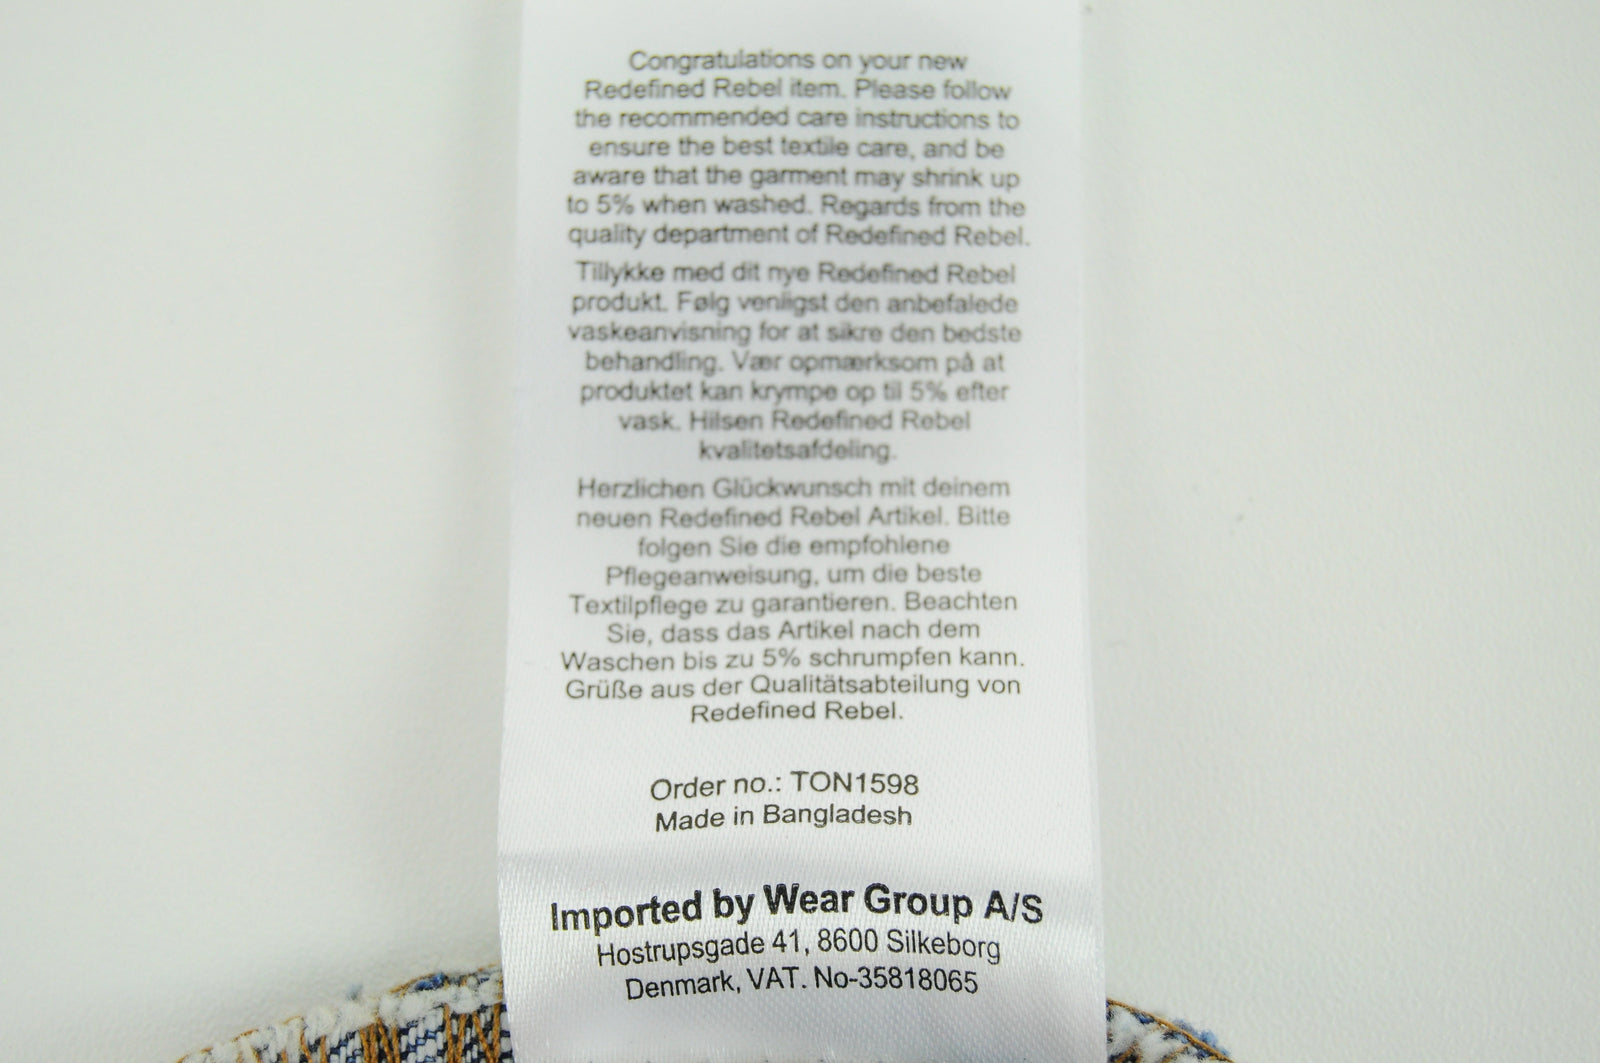 Congratulations on your new
Redefined Rebel item. Please follow
the recommended care instructions to
ensure the best textile care, and be
aware that the garment may shrink up
to 5% when washed. Regards from the
quality department of Redefined Rebel.
Tillykke med dit nye Redefined Rebel
produkt. Følg venligst den anbefalede
vaskeanvisning for at sikre den bedste
behandling. Vær opmærksom på at
produktet kan krympe op til 5% efter
vask. Hilsen Redefined Rebel
kvalitetsafdeling.
Herzlichen Glückwunsch mit deinem
neuen Redefined Rebel Artikel. Bitte
folgen Sie die empfohlene
Pflegeanweisung, um die beste
Textilpflege zu garantieren. Beachten
Sie, dass das Artikel nach dem
Waschen bis zu 5% schrumpfen kann.
Grüße aus der Qualitätsabteilung von
Redefined Rebel.
Order no.: TON1598
Made in Bangladesh
Imported by Wear Group A/S
Hostrupsgade 41, 8600 Silkeborg
Denmark, VAT. No-35818065